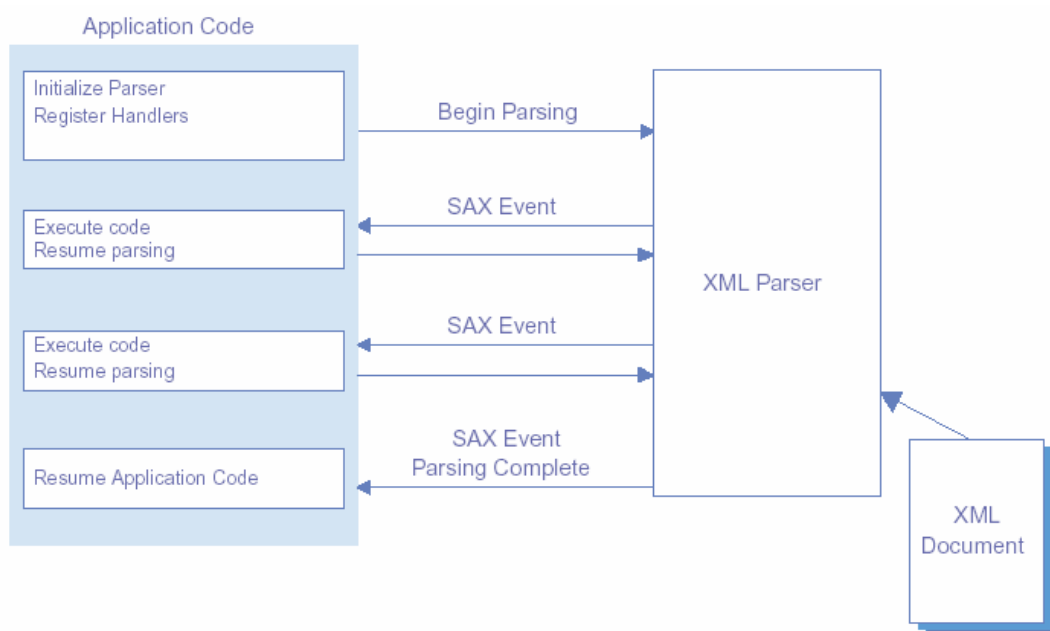 Application Code
Initialize Parser
Register Handlers
Begin Parsing
SAX Event
Execute code
Resume parsing
XML Parser
SAX Event
Execute code
Resume parsing
SAX Event
Parsing Complete
Resume Application Code
XML
Document